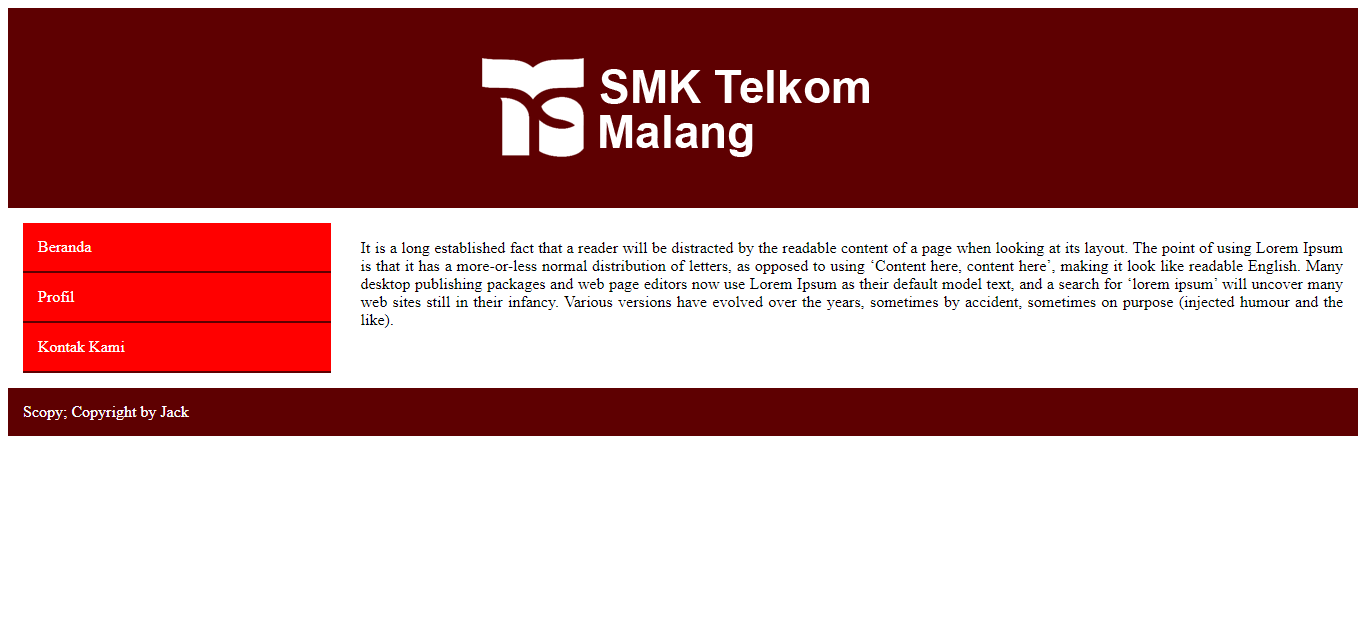 SMK Telkom
Malang
Beranda
Profil
Kontak Kami
It is a long established fact that a reader will be distracted by the readable content of a page when looking at its layout. The point of using Lorem Ipsum
is that it has a more-or-less normal distribution of letters, as opposed to using ‘Content here, content here’, making it look like readable English. Many
desktop publishing packages and web page editors now use Lorem Ipsum as their default model text, and a search for ‘lorem ipsum’ will uncover many
web sites still in their infancy. Various versions have evolved over the years, sometimes by accident, sometimes on purpose (injected humour and the
like).
Scopy; Copyright by Jack